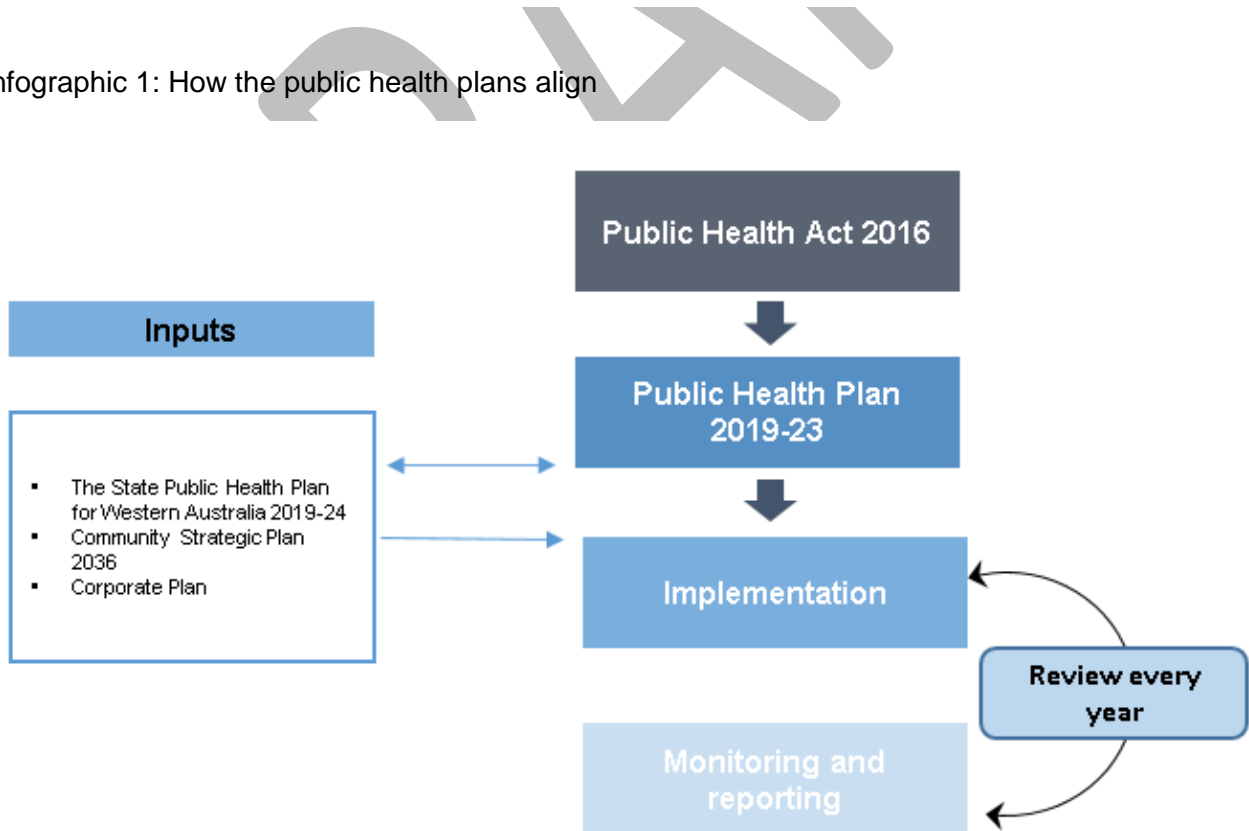 nfographic 1: How the public health plans align
Public Health Act 2016
Inputs
Public Health Plan
2019-23
▪ The State Public Health Plan
for Western Australia 2019-24
▪ Community Strategic Plan
2036
▪ Corporate Plan
Implementation
Review every
year
Monitoring and
reporting